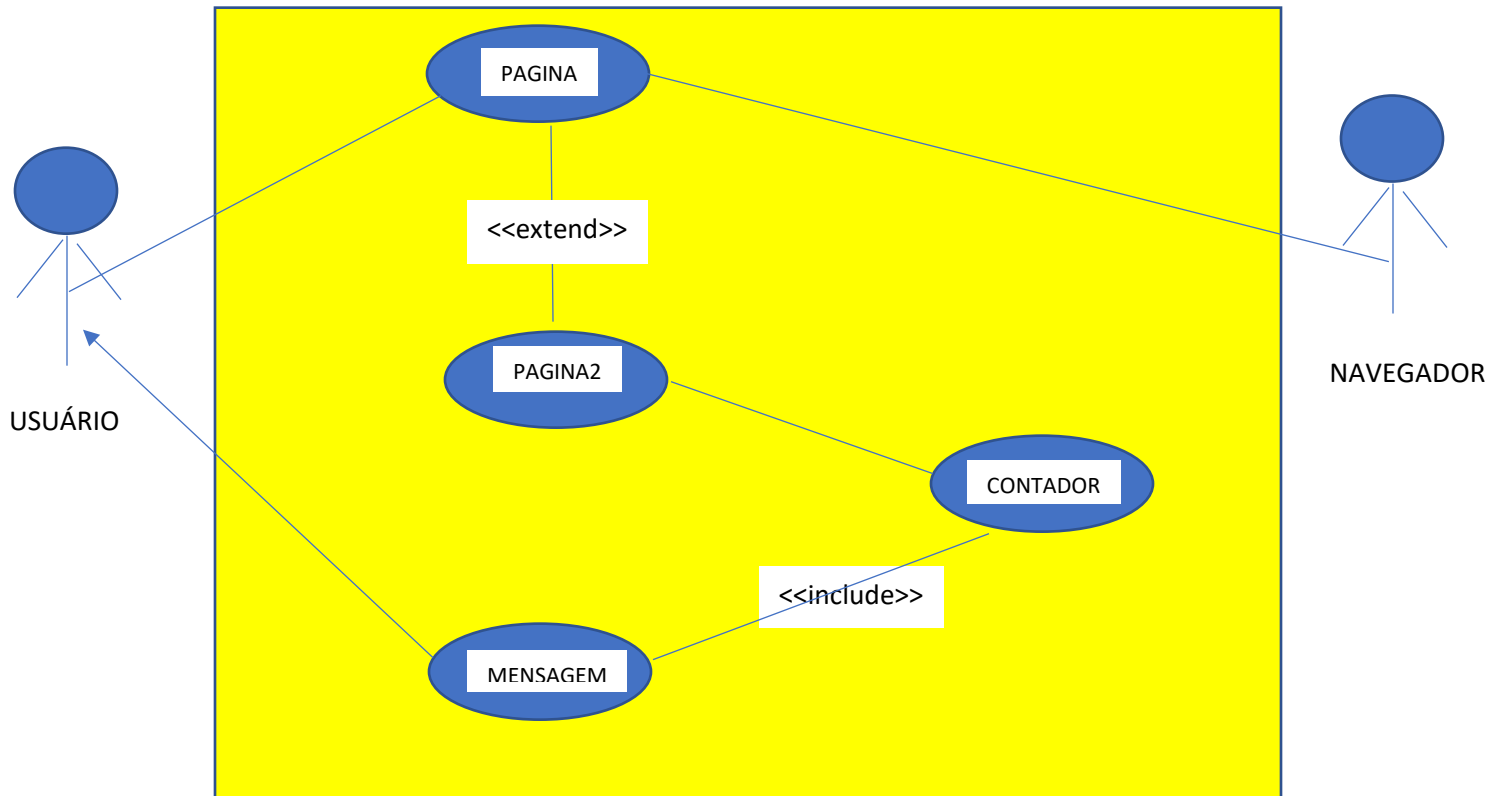 PAGINA
<<extend>>
PAGINA2
NAVEGADOR
USUÁRIO
CONTADOR
<<include>>
MENSAGEM